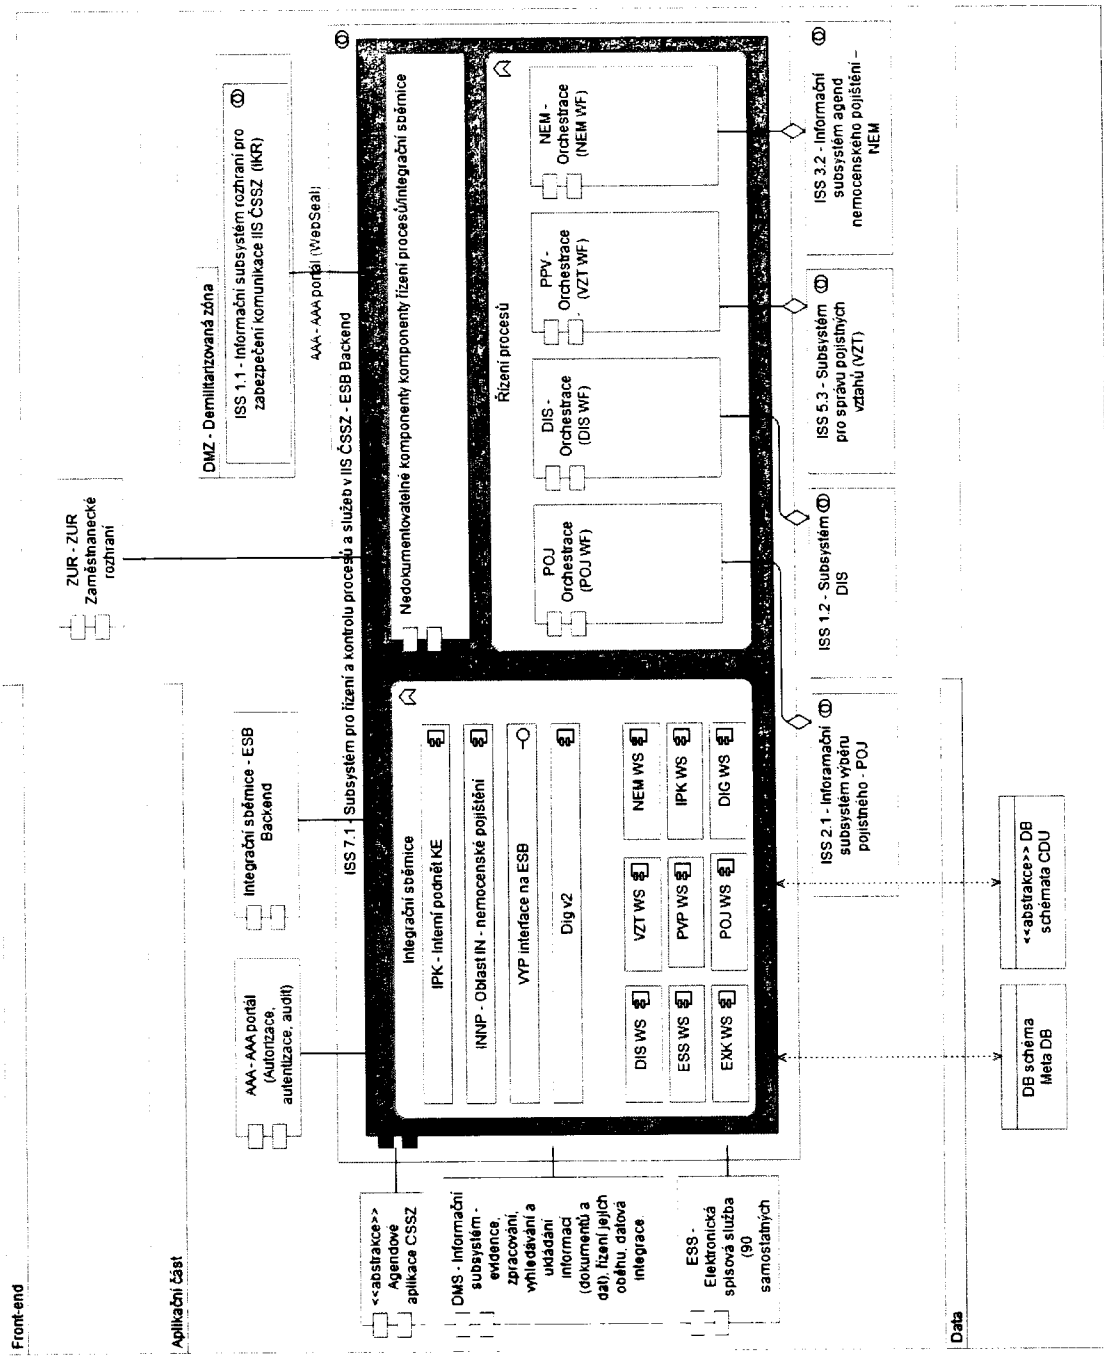 Front-end
Aplikační část
ZUR - ZUR
Zaměstnanecké
rozhraní
DMZ - Demilitarizovaná zóna
ISS 1.1 - Informační subsystém rozhraní pro
zabezpečení komunikace IIS ČSSZ (IKR)
AAA - AAA portál
(Autorizace,
autentizace, audit)
Integrační sběrnice - ESB
Backend
AAA - AAA portál (WebSeal)
ISS 7.1 - Subsystém pro řízení a kontrolu procesů a služeb v IIS ČSSZ - ESB Backend
<<abstrakce>>
Agendové
aplikace CSSZ
DMS - Informační
subsystém -
evidence,
zpracování,
vyhledávání a
ukládání
informací
(dokumentů a
dat), řízení jejich
oběhu, datová
integrace.
ESS -
Elektronická
spisová služba
(90
samostatných
Integrační sběrnice
IPK - Interní podnět KE
INNP - Oblast IN - nemocenské pojištění
VYP interface na ESB
Dig v2
DIS WS
VZT WS
NEM WS
ESS WS
PVP WS
IPK WS
EXK WS
POJ WS
DIG WS
Nedokumentovatelné komponenty komponenty řízení procesů/integrační sběrnice
Řízení procesů
POJ
Orchestrace
(POJ WF)
DIS -
Orchestrace
(DIS WF)
PPV -
Orchestrace
(VZT WF)
NEM -
Orchestrace
(NEM WF)
ISS 2.1 - Inforamační
subsystém výběru
pojistného - POJ
ISS 1.2 - Subsystém
DIS
ISS 5.3 - Subsystém
pro správu pojistných
vztahů (VZT)
ISS 3.2 - Informační
subsystém agend
nemocenského pojištění –
NEM
Data
DB schéma
Meta DB
<<abstrakce>> DB
schémata CDU